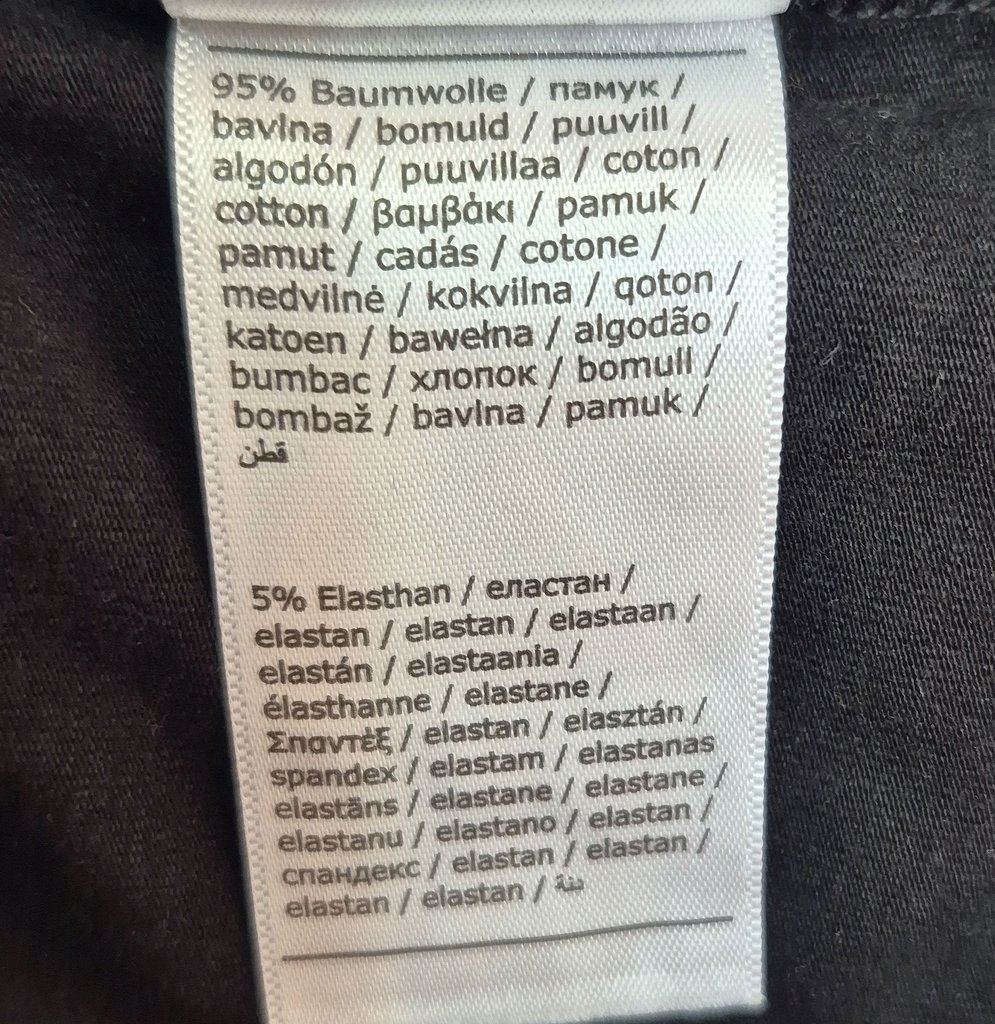 95% Baumwolle / памук /
bavlna / bomuld / puuvill /
algodón / puuvillaa / coton /
cotton / βαμβάκι / pamuk /
pamut / cadás / cotone /
medvilnė / kokvilna / qoton /
katoen / bawełna / algodão /
bumbac / хлопок / bomull /
bombaž / bavlna / pamuk /
قطن
5% Elasthan / еластан /
elastan / elastan / elastaan /
elastán / elastaania /
élasthanne / elastane /
Σπαντέξ / elastan / elasztán /
spandex / elastam / elastanas
elastāns / elastane / elastane /
elastanu / elastano / elastan /
спандекс / elastan / elastan /
elastan / elastan /